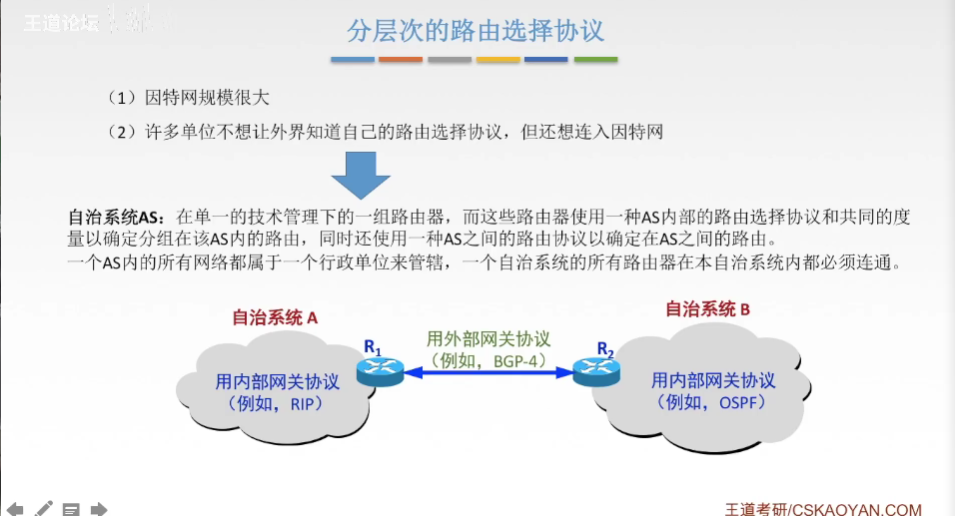 王道论坛
分层次的路由选择协议
（1）因特网规模很大
（2）许多单位不想让外界知道自己的路由选择协议，但还想连入因特网
自治系统AS：在单一的技术管理下的一组路由器，而这些路由器使用一种AS内部的路由选择协议和共同的度
量以确定分组在该AS内的路由，同时还使用一种AS之间的路由协议以确定在AS之间的路由。
一个AS内的所有网络都属于一个行政单位来管辖，一个自治系统的所有路由器在本自治系统内都必须连通。
自治系统 A
自治系统 B
用外部网关协议
（例如，BGP-4）
R1
R2
用内部网关协议
（例如，RIP）
用内部网关协议
（例如，OSPF）
王道考研/CSKAOYAN.COM